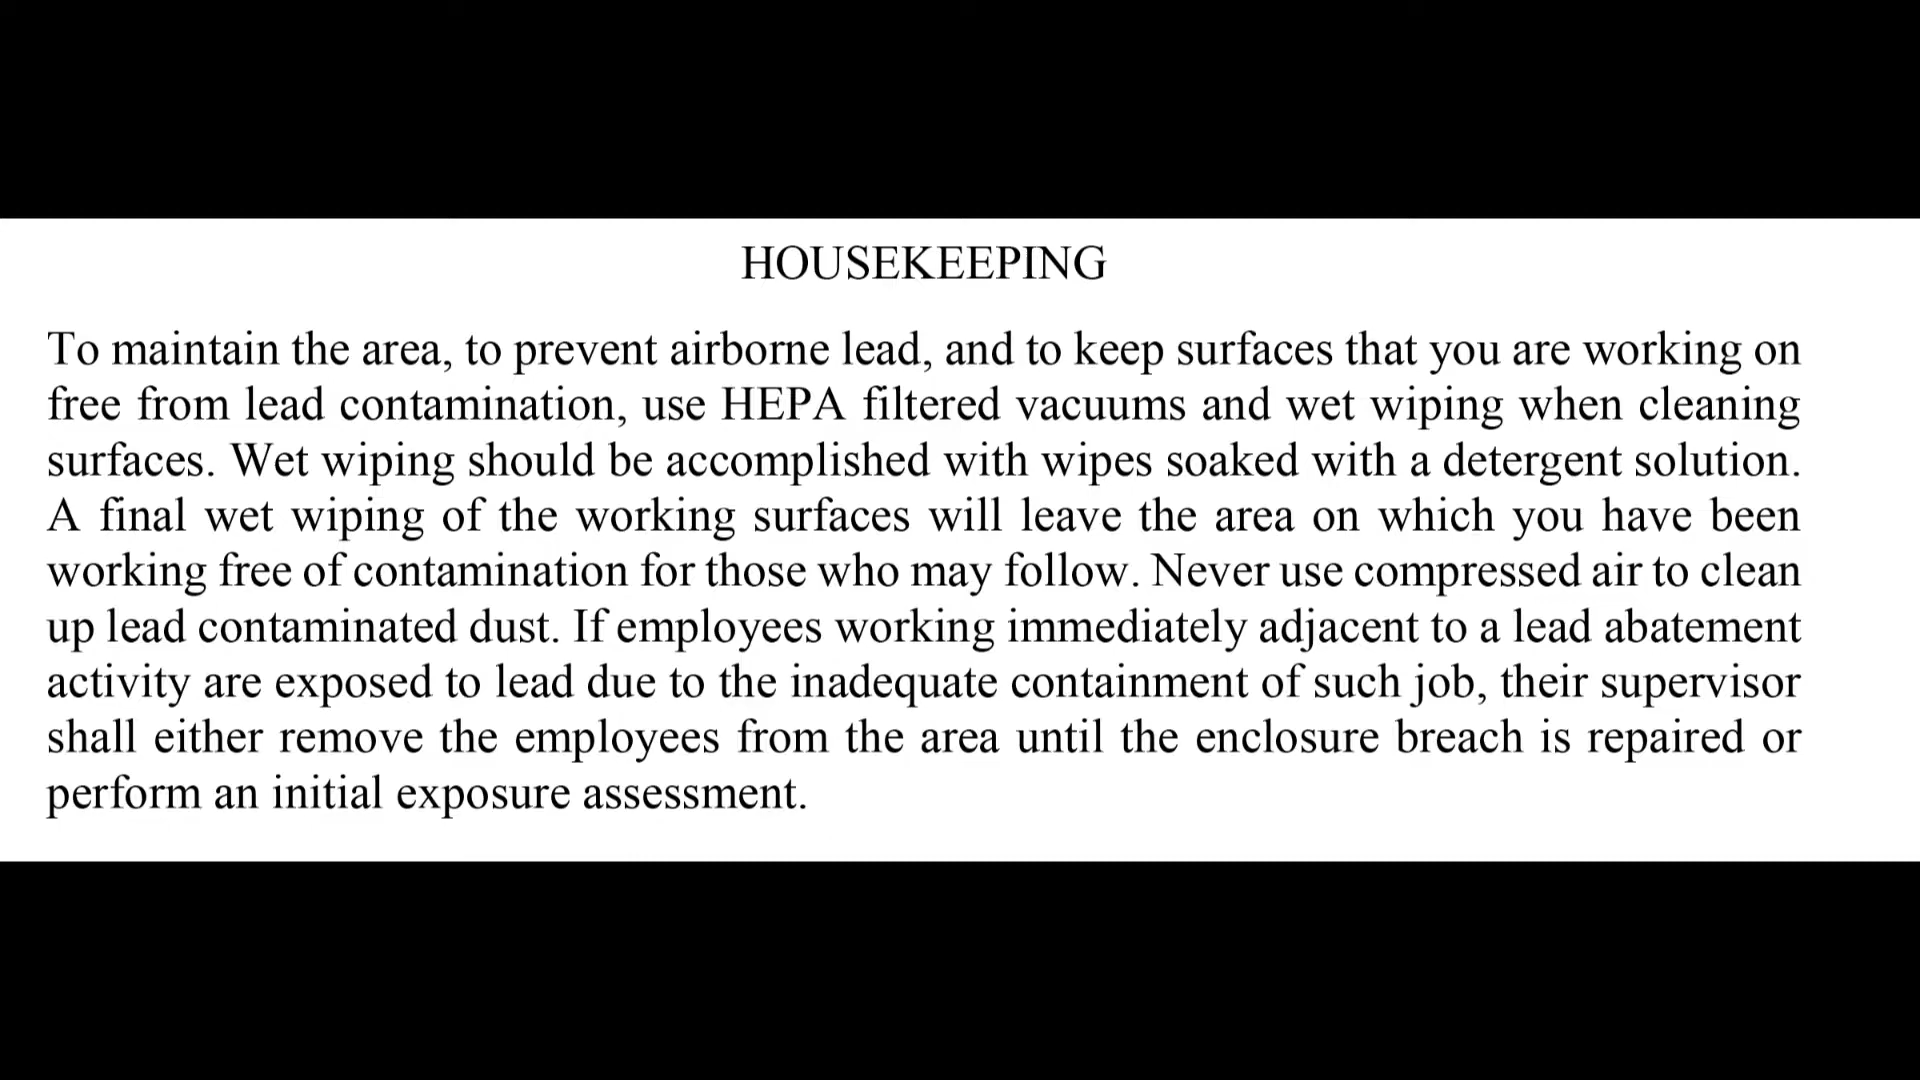 HOUSEKEEPING
To maintain the area, to prevent airborne lead, and to keep surfaces that you are working on
free from lead contamination, use HEPA filtered vacuums and wet wiping when cleaning
surfaces. Wet wiping should be accomplished with wipes soaked with a detergent solution.
A final wet wiping of the working surfaces will leave the area on which you have been
working free of contamination for those who may follow. Never use compressed air to clean
up lead contaminated dust. If employees working immediately adjacent to a lead abatement
activity are exposed to lead due to the inadequate containment of such job, their supervisor
shall either remove the employees from the area until the enclosure breach is repaired or
perform an initial exposure assessment.